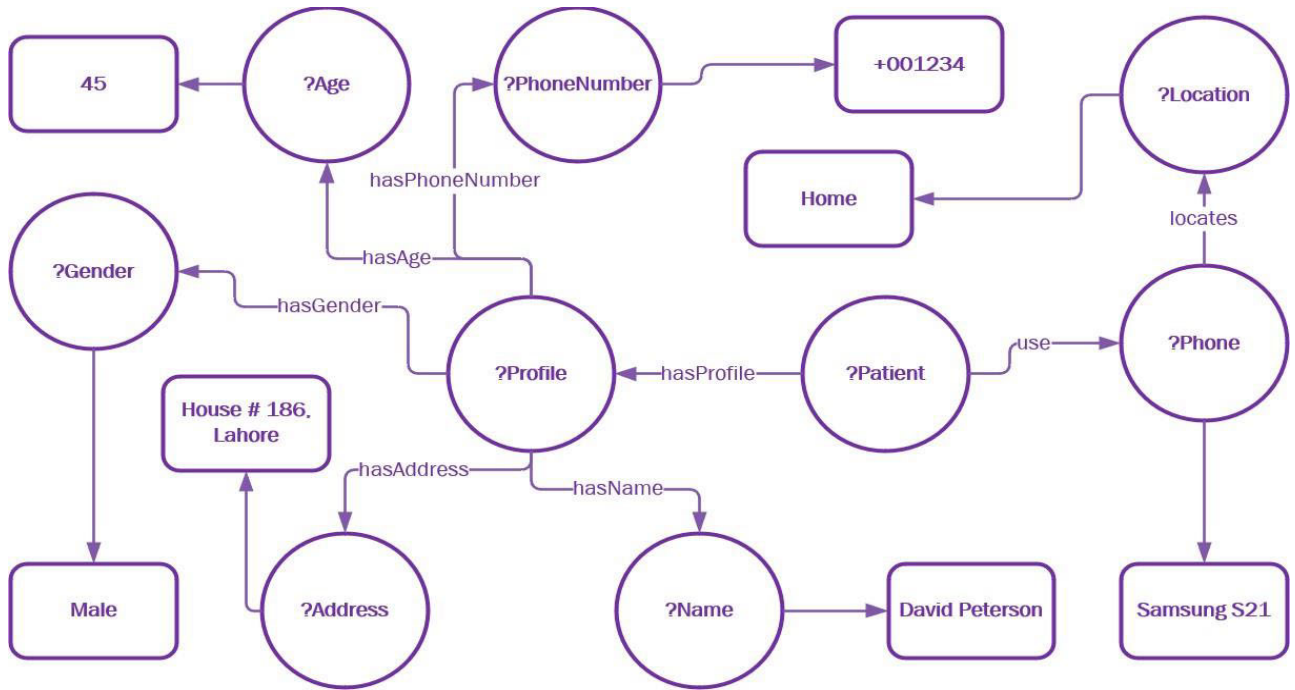 45
?Age
?PhoneNumber
+001234
?Location
hasPhoneNumber
Home
locates
?Gender
hasAge
hasGender
?Profile
hasProfile
?Patient
use
?Phone
House # 186,
Lahore
hasAddress
hasName
Male
?Address
?Name
David Peterson
Samsung S21